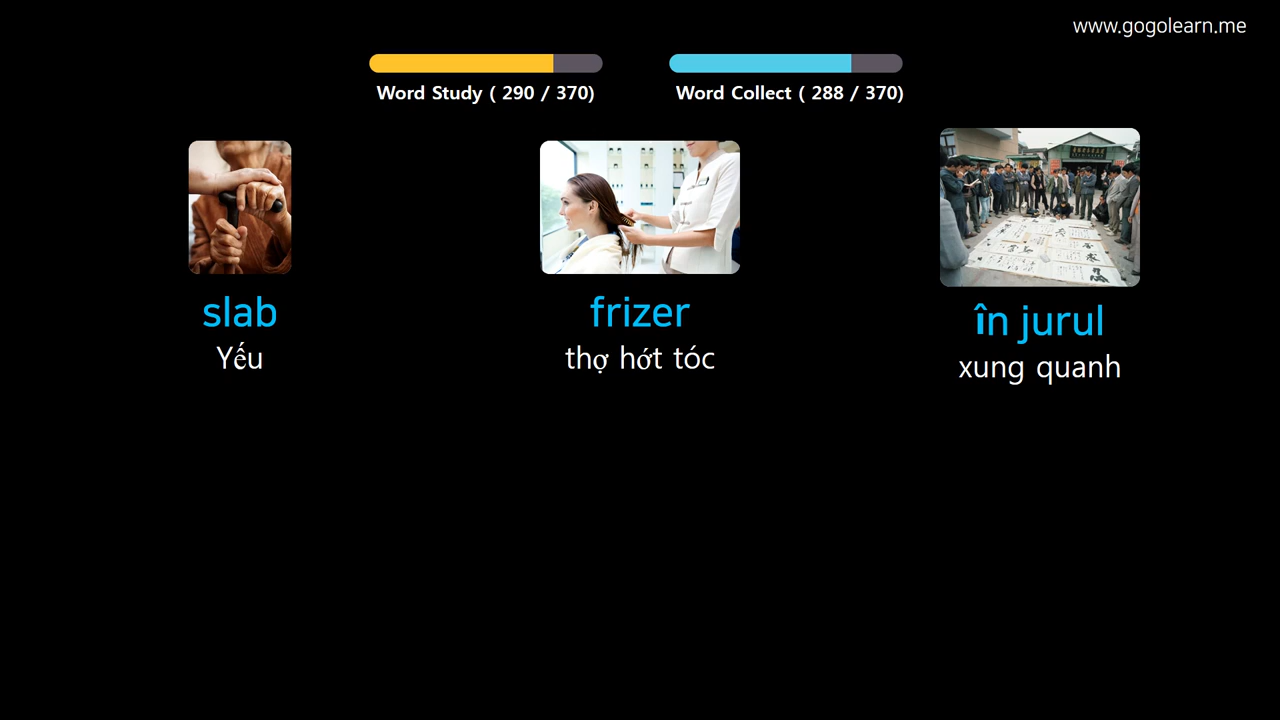 www.gogolearn.me
Word Study ( 290 / 370)
Word Collect ( 288 / 370)
slab
Yếu
frizer
thợ hớt tóc
în jurul
xung quanh